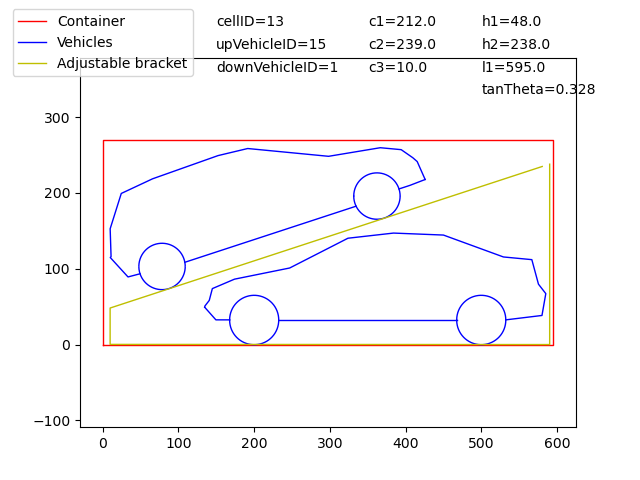 Container
Vehicles
Adjustable bracket
cellID=13
upVehicleID=15
downVehicleID=1
c1=212.0
c2=239.0
c3=10.0
h1=48.0
h2=238.0
l1=595.0
tanTheta=0.328
300
200
100
0
−100
0 100 200 300 400 500 600